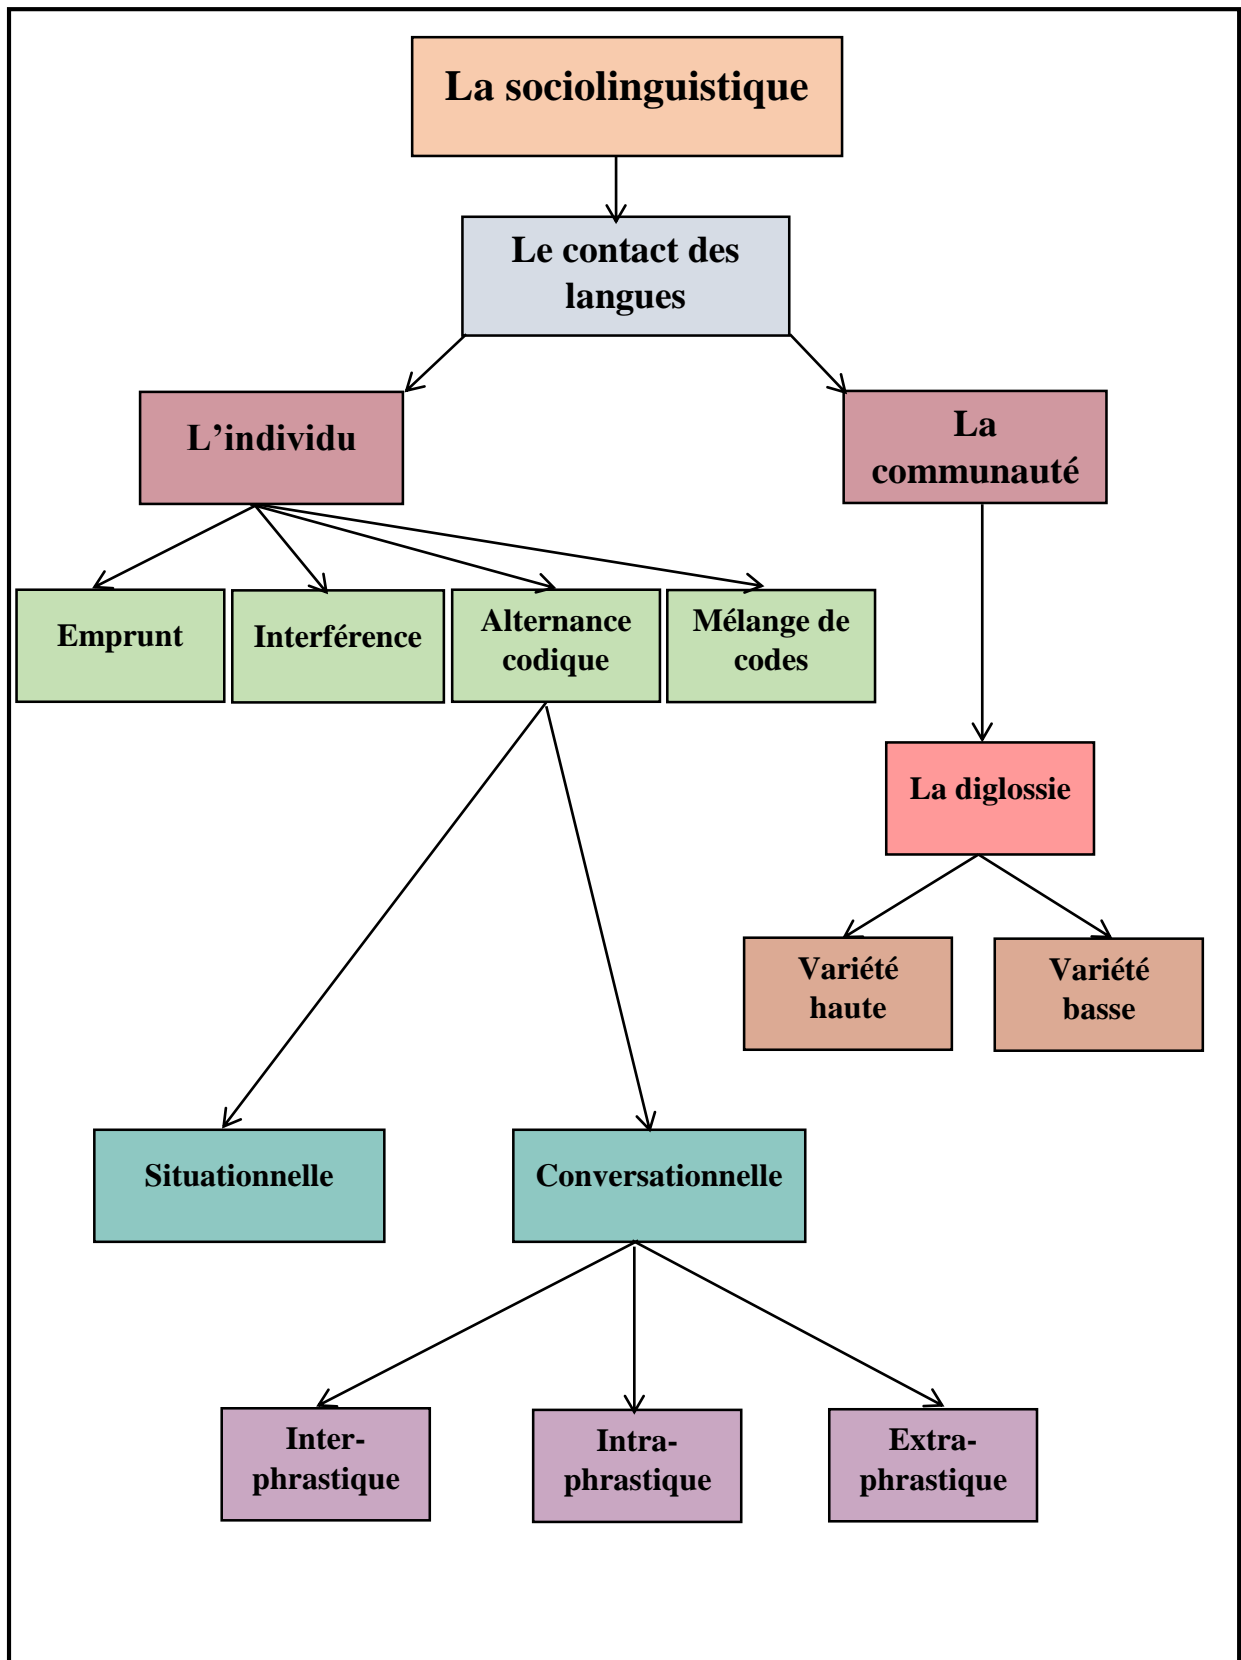 La sociolinguistique
Le contact des
langues
L’individu
La
communauté
Emprunt
Interférence
Alternance
codique
Mélange de
codes
La diglossie
Variété
haute
Variété
basse
Situationnelle
Conversationnelle
Inter-
phrastique
Intra-
phrastique
Extra-
phrastique